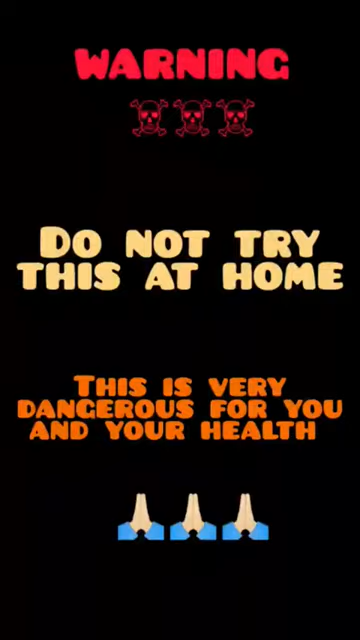 WARNING
☠☠☠
DO NOT TRY
THIS AT HOME
THIS IS VERY
DANGEROUS FOR YOU
AND YOUR HEALTH
🙏🏻🙏🏻🙏🏻